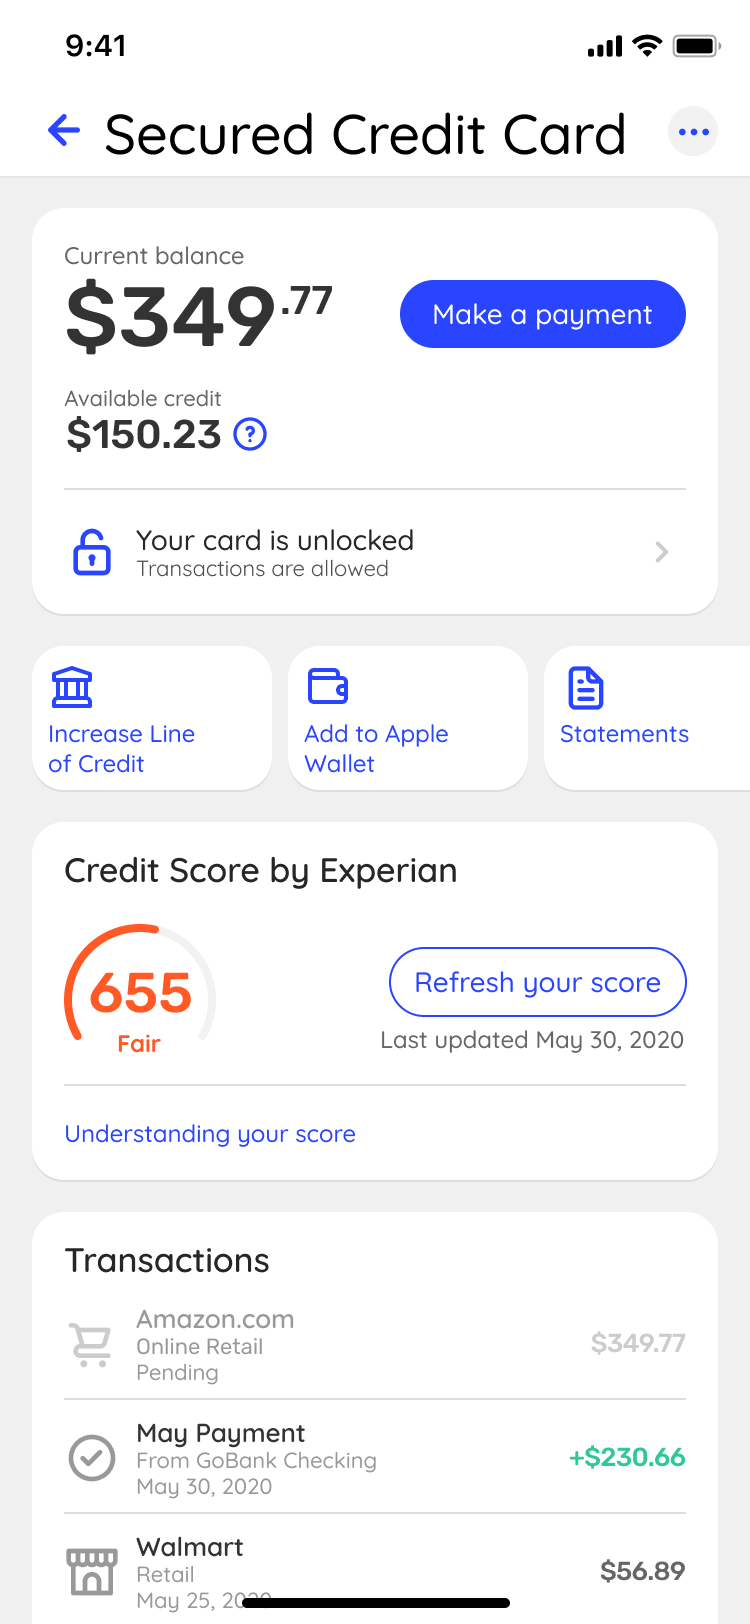 9:41
Secured Credit Card
Current balance
$349.77
Make a payment
Available credit
$150.23 ?
Your card is unlocked
Transactions are allowed
Increase Line
of Credit
Add to Apple
Wallet
Statements
Credit Score by Experian
655
Fair
Refresh your score
Last updated May 30, 2020
Understanding your score
Transactions
Amazon.com
Online Retail
Pending
$349.77
May Payment
From GoBank Checking
May 30, 2020
+$230.66
Walmart
Retail
May 25, 2020
$56.89